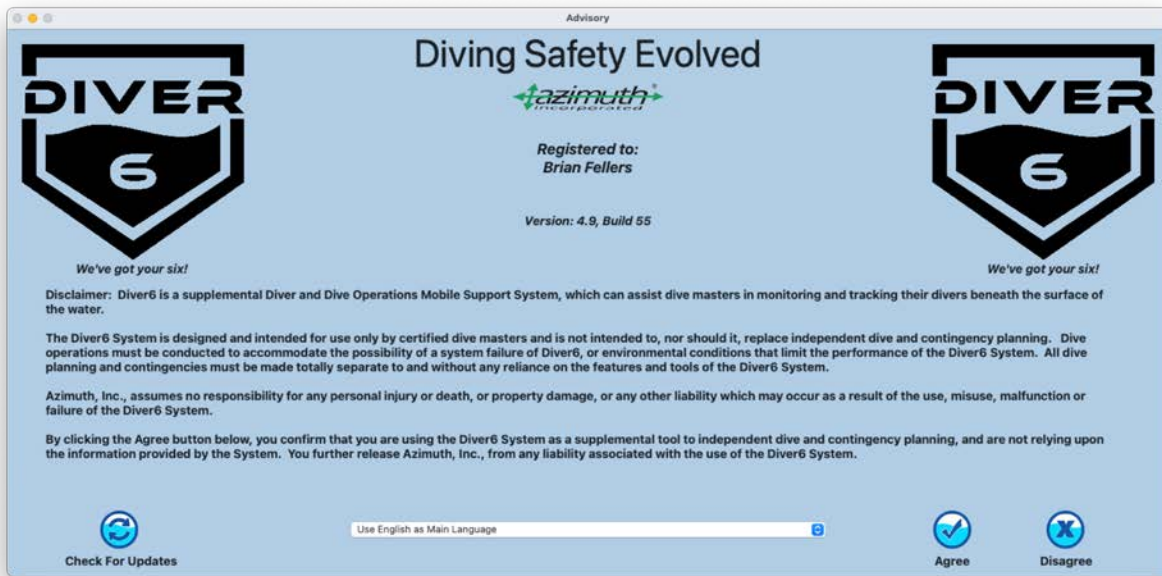 Advisory
DIVER
6
We've got your six!
Diving Safety Evolved
azimuth®
incorporated
Registered to:
Brian Fellers
Version: 4.9, Build 55
DIVER
6
We've got your six!
Disclaimer: Diver6 is a supplemental Diver and Dive Operations Mobile Support System, which can assist dive masters in monitoring and tracking their divers beneath the surface of
the water.
The Diver6 System is designed and intended for use only by certified dive masters and is not intended to, nor should it, replace independent dive and contingency planning. Dive
operations must be conducted to accommodate the possibility of a system failure of Diver6, or environmental conditions that limit the performance of the Diver6 System. All dive
planning and contingencies must be made totally separate to and without any reliance on the features and tools of the Diver6 System.
Azimuth, Inc., assumes no responsibility for any personal injury or death, or property damage, or any other liability which may occur as a result of the use, misuse, malfunction or
failure of the Diver6 System.
By clicking the Agree button below, you confirm that you are using the Diver6 System as a supplemental tool to independent dive and contingency planning, and are not relying upon
the information provided by the System. You further release Azimuth, Inc., from any liability associated with the use of the Diver6 System.
Use English as Main Language
Check For Updates
Agree
X
Disagree